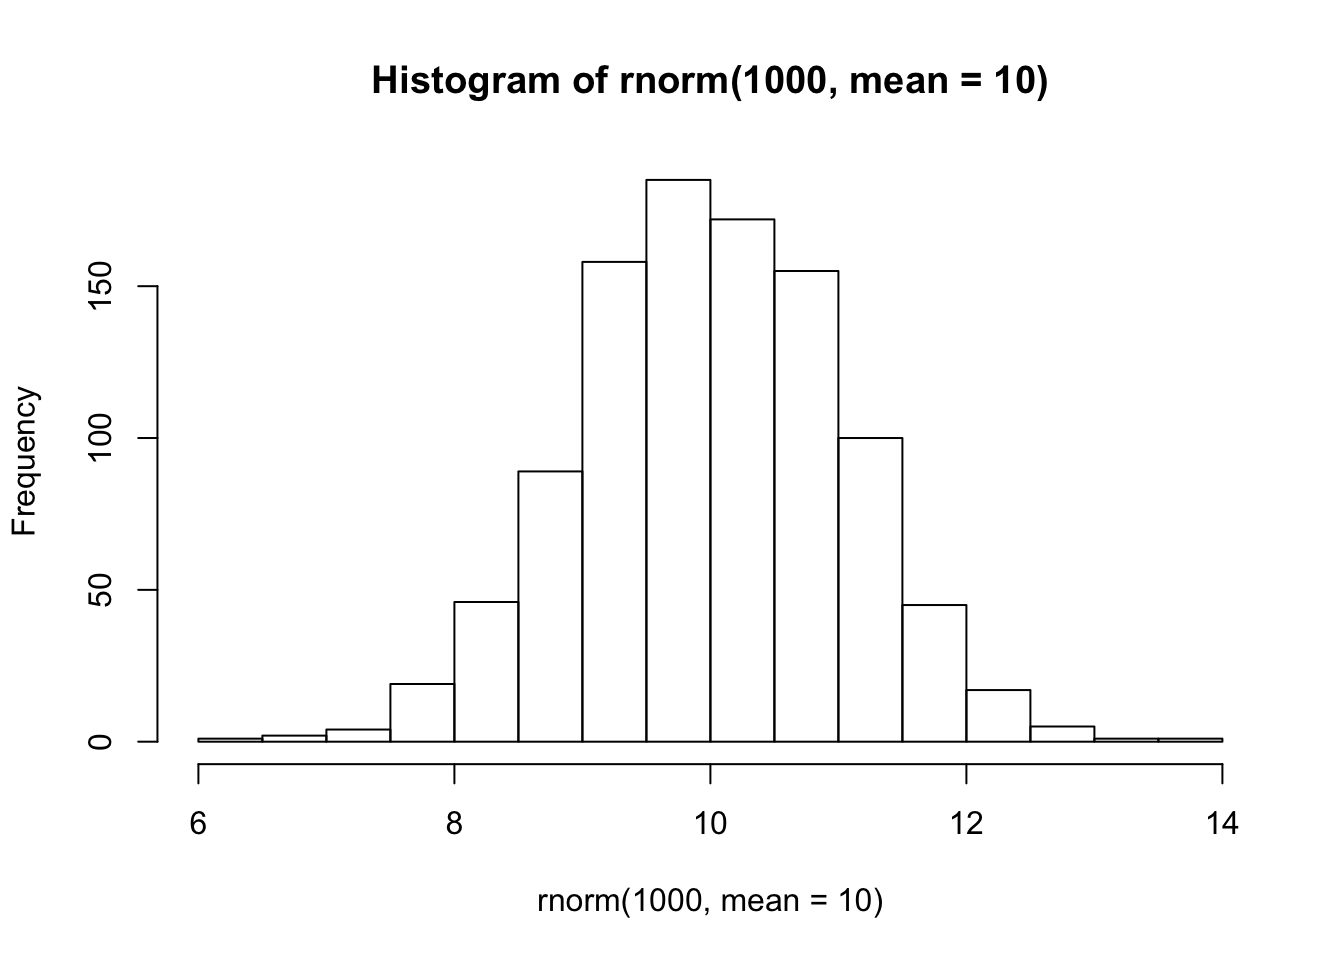 Histogram of rnorm(1000, mean = 10)
Frequency
150
100
50
0
6 8 10 12 14
rnorm(1000, mean = 10)